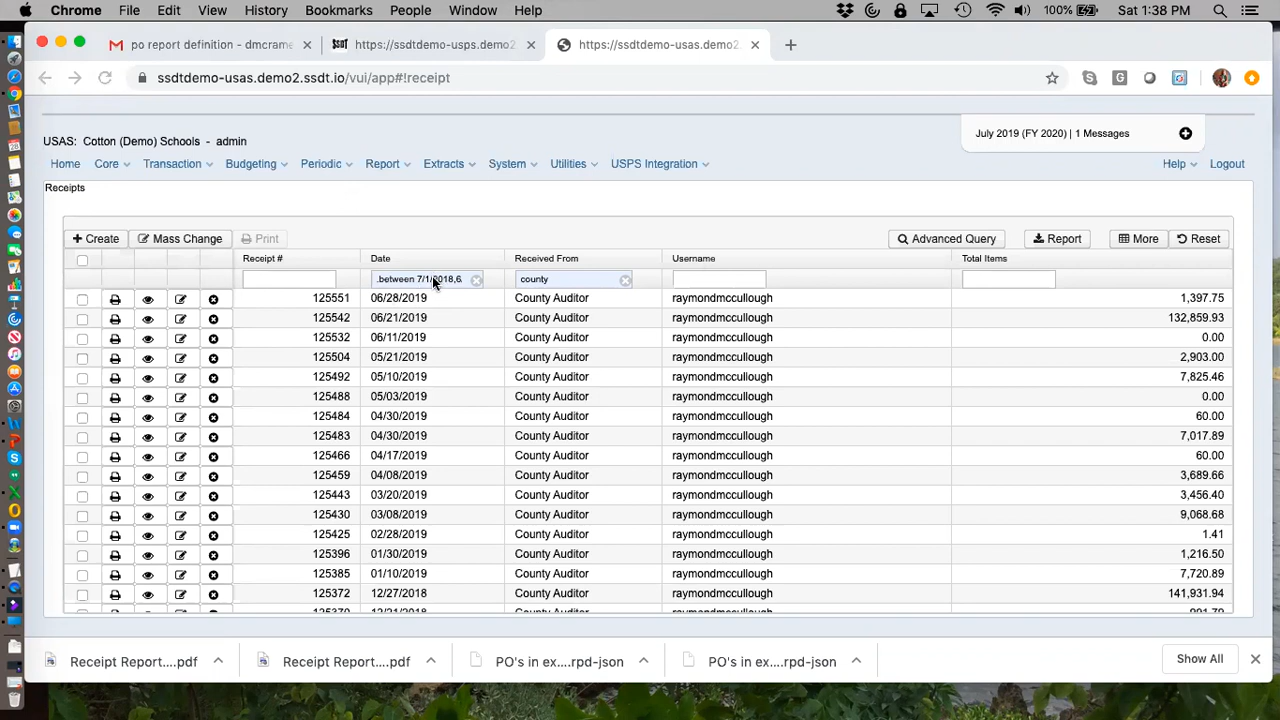 Chrome File Edit View History Bookmarks People Window Help 100% Sat 1:38 PM
po report definition - dmcrame × SSDT https://ssdtdemo-usps.demo2. × https://ssdtdemo-usas.demo2. × +
ssdtdemo-usas.demo2.ssdt.io/vui/app#!receipt
July 2019 (FY 2020) | 1 Messages
USAS: Cotton (Demo) Schools - admin
Home Core Transaction Budgeting Periodic Report Extracts System Utilities USPS Integration Help Logout
Receipts
+ Create Mass Change Print Advanced Query Report More Reset
Receipt # Date Received From Username Total Items
.between 7/1/2018,6. county
125551 06/28/2019 County Auditor raymondmccullough 1,397.75
125542 06/21/2019 County Auditor raymondmccullough 132,859.93
125532 06/11/2019 County Auditor raymondmccullough 0.00
125504 05/21/2019 County Auditor raymondmccullough 2,903.00
125492 05/10/2019 County Auditor raymondmccullough 7,825.46
125488 05/03/2019 County Auditor raymondmccullough 0.00
125484 04/30/2019 County Auditor raymondmccullough 60.00
125483 04/30/2019 County Auditor raymondmccullough 7,017.89
125466 04/17/2019 County Auditor raymondmccullough 60.00
125459 04/08/2019 County Auditor raymondmccullough 3,689.66
125443 03/20/2019 County Auditor raymondmccullough 3,456.40
125430 03/08/2019 County Auditor raymondmccullough 9,068.68
125425 02/28/2019 County Auditor raymondmccullough 1.41
125396 01/30/2019 County Auditor raymondmccullough 1,216.50
125385 01/10/2019 County Auditor raymondmccullough 7,720.89
125372 12/27/2018 County Auditor raymondmccullough 141,931.94
County Auditor raymondmccullough
Receipt Report....pdf Receipt Report....pdf PO's in ex....rpd-json PO's in ex....rpd-json Show All